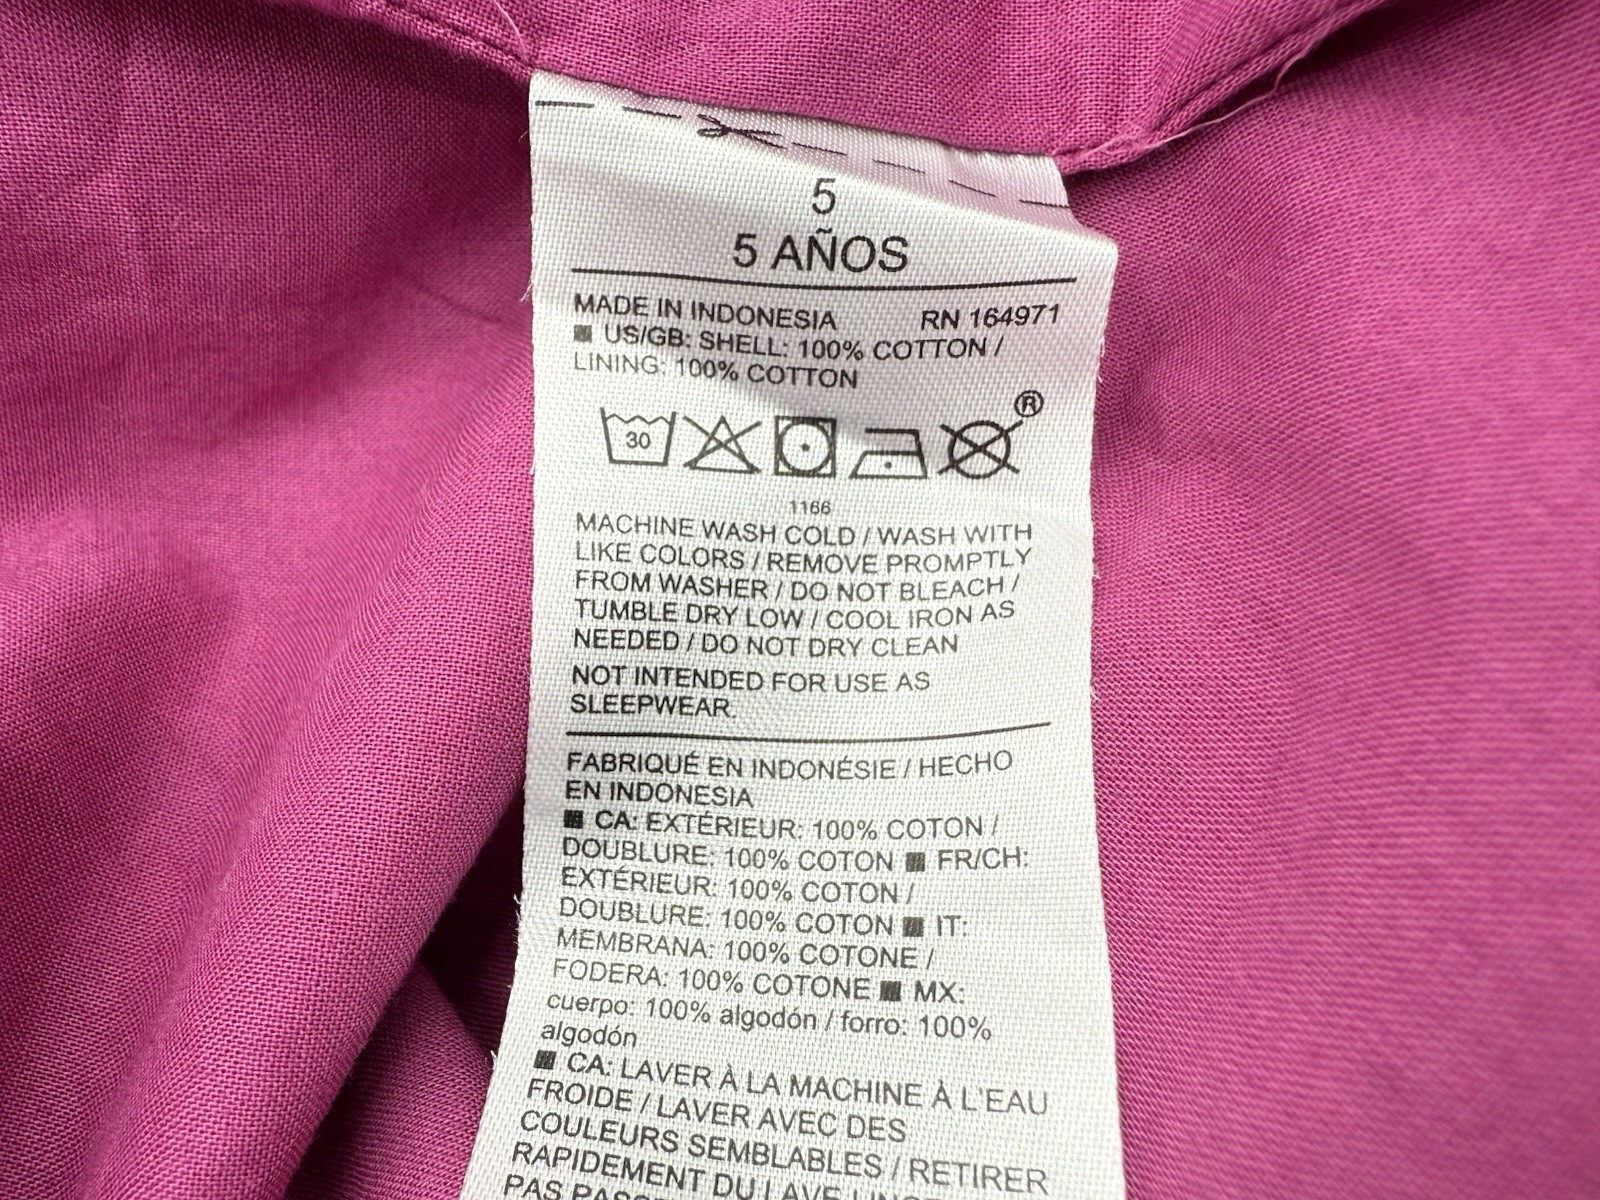 5
5 AÑOS
MADE IN INDONESIA RN 164971
■ US/GB: SHELL: 100% COTTON /
LINING: 100% COTTON
30 ®
1166
MACHINE WASH COLD / WASH WITH
LIKE COLORS / REMOVE PROMPTLY
FROM WASHER / DO NOT BLEACH /
TUMBLE DRY LOW / COOL IRON AS
NEEDED / DO NOT DRY CLEAN
NOT INTENDED FOR USE AS
SLEEPWEAR.
FABRIQUÉ EN INDONÉSIE / HECHO
EN INDONESIA
■ CA: EXTÉRIEUR: 100% COTON /
DOUBLURE: 100% COTON ■ FR/CH:
EXTÉRIEUR: 100% COTON /
DOUBLURE: 100% COTON ■ IT:
MEMBRANA: 100% COTONE /
FODERA: 100% COTONE ■ MX:
cuerpo: 100% algodón / forro: 100%
algodón
■ CA: LAVER À LA MACHINE À L'EAU
FROIDE / LAVER AVEC DES
COULEURS SEMBLABLES / RETIRER
RAPIDEMENT DU
PAS